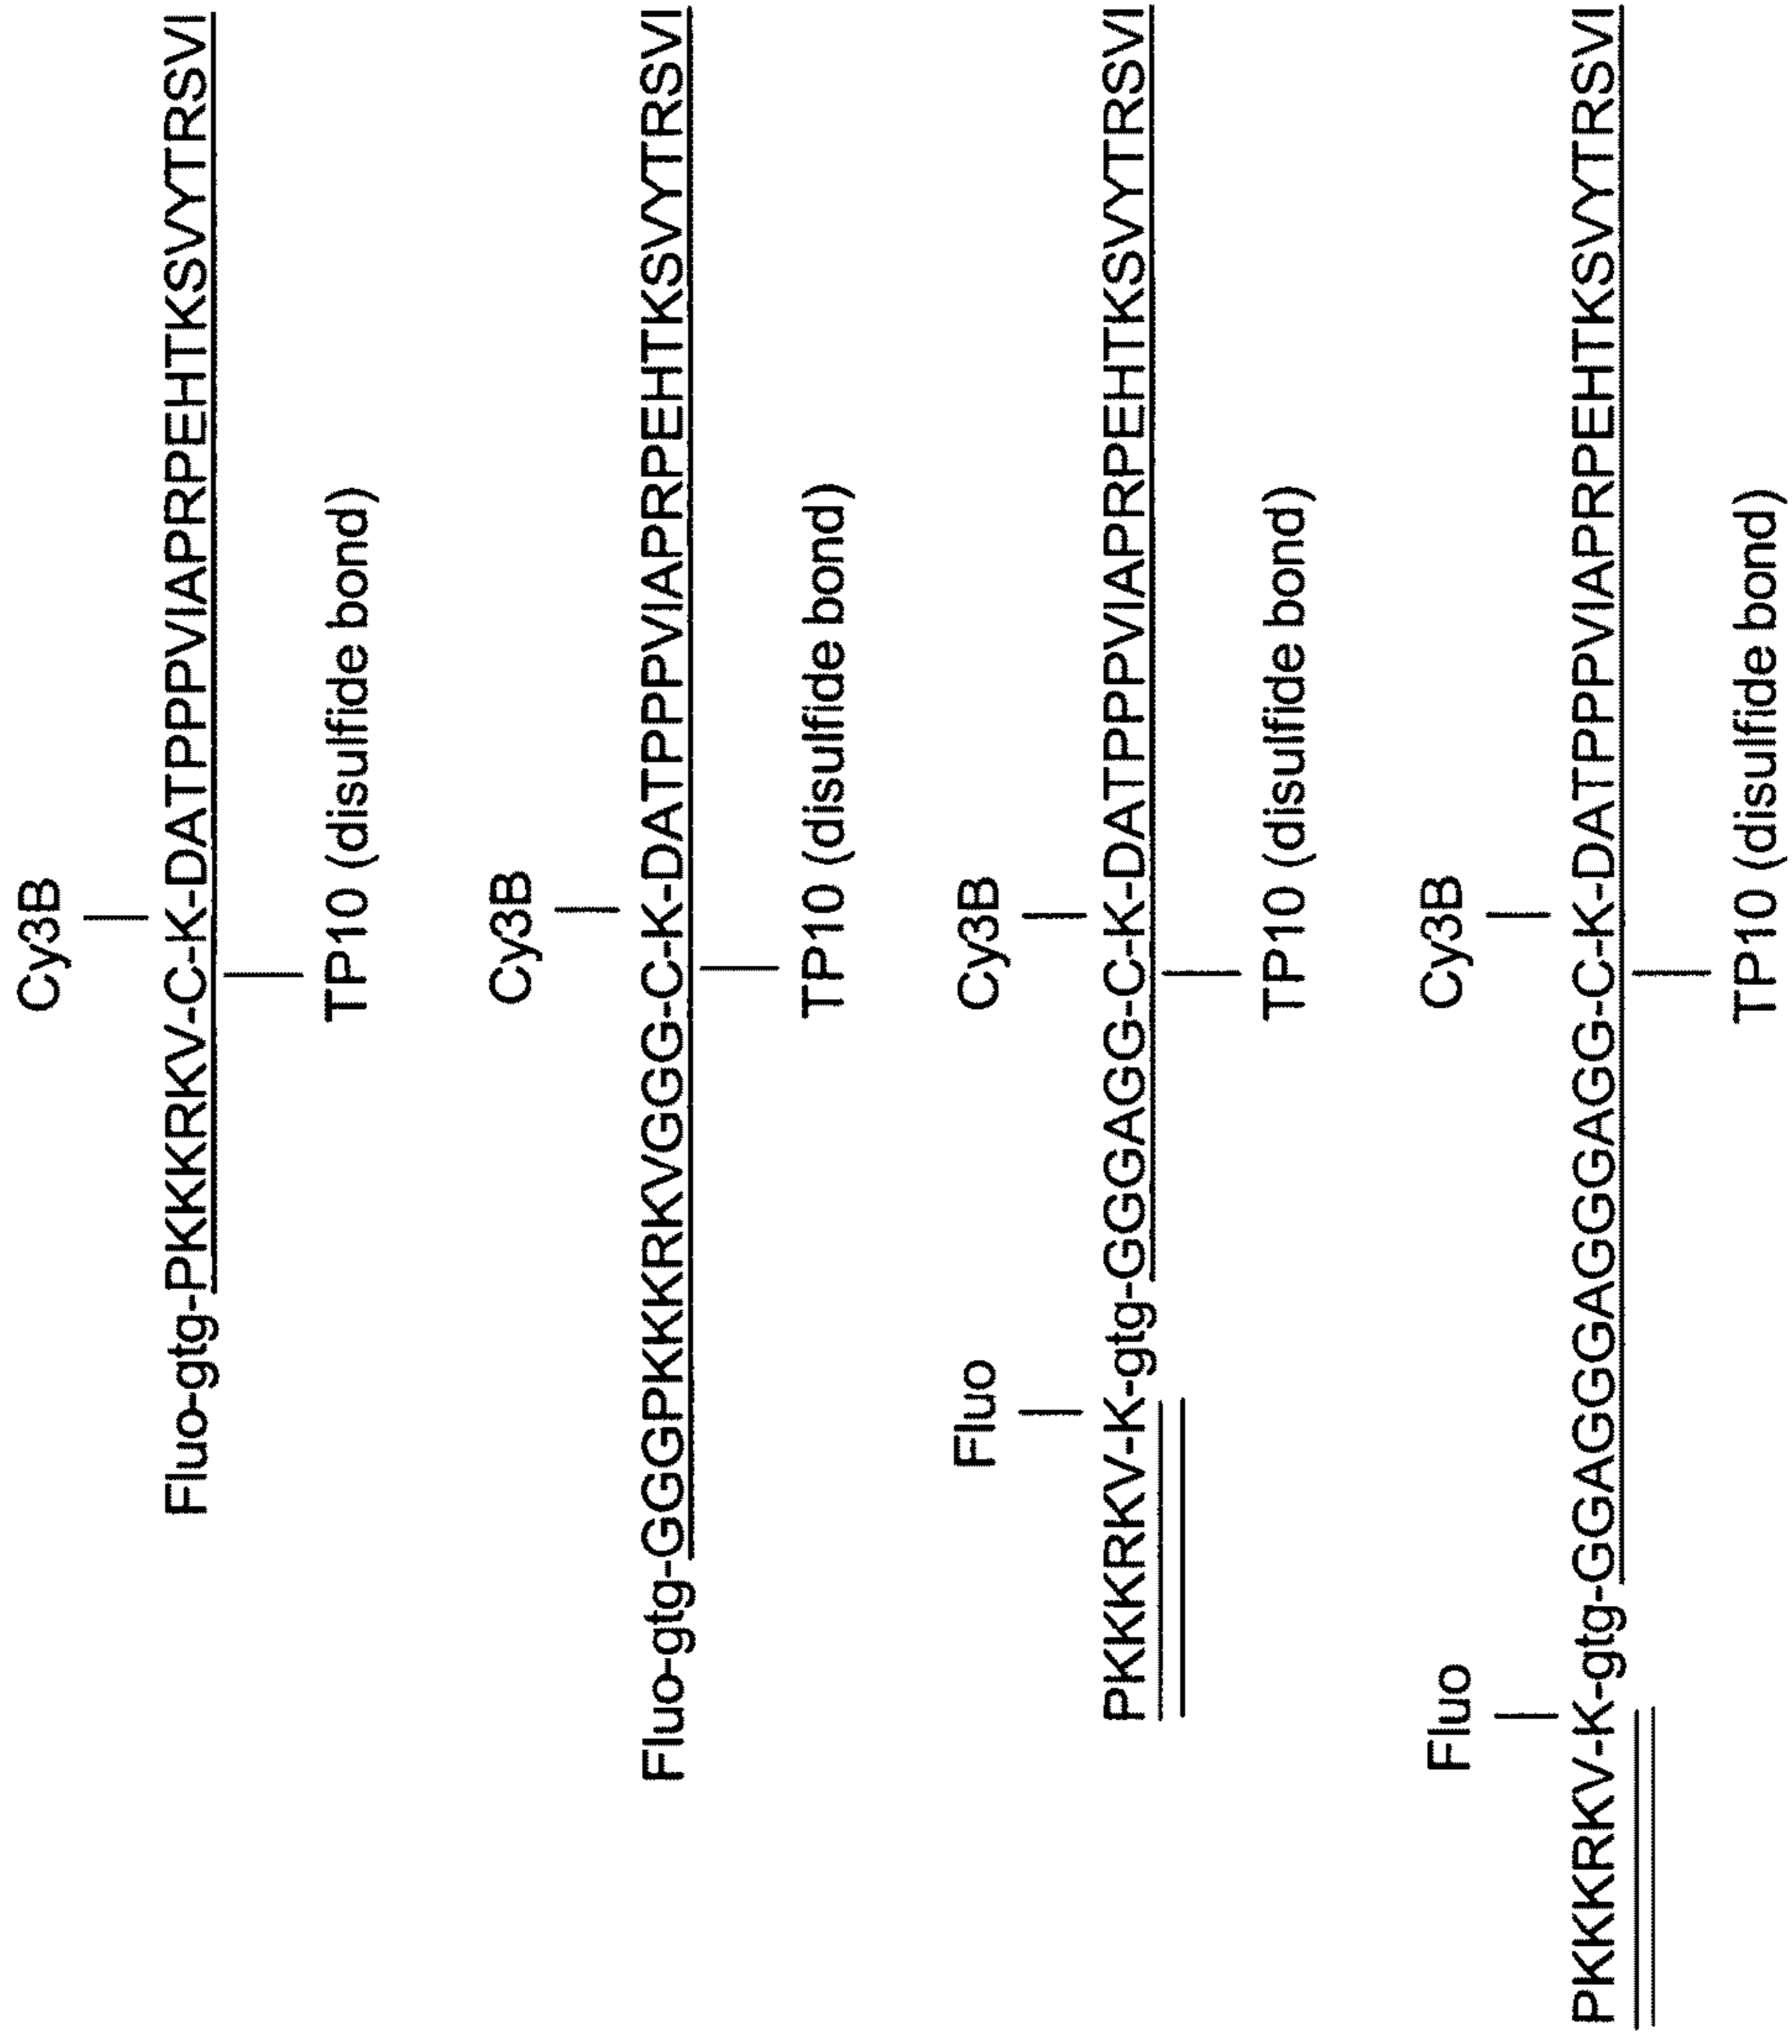 Cy3B
Fluo-gtg-PKKKRKV-C-K-DATPPPVIAPRPEHTKSVYTRSVI
TP10 (disulfide bond)
Cy3B
Fluo-gtg-GGGPKKKRKVGGG-C-K-DATPPPVIAPRPEHTKSVYTRSVI
TP10 (disulfide bond)
Fluo Cy3B
PKKKRKV-K-gtg-GGGAGG-C-K-DATPPPVIAPRPEHTKSVYTRSVI
TP10 (disulfide bond)
Fluo Cy3B
PKKKRKV-K-gtg-GGAGGGAGGGAGG-C-K-DATPPPVIAPRPEHTKSVYTRSVI
TP10 (disulfide bond)